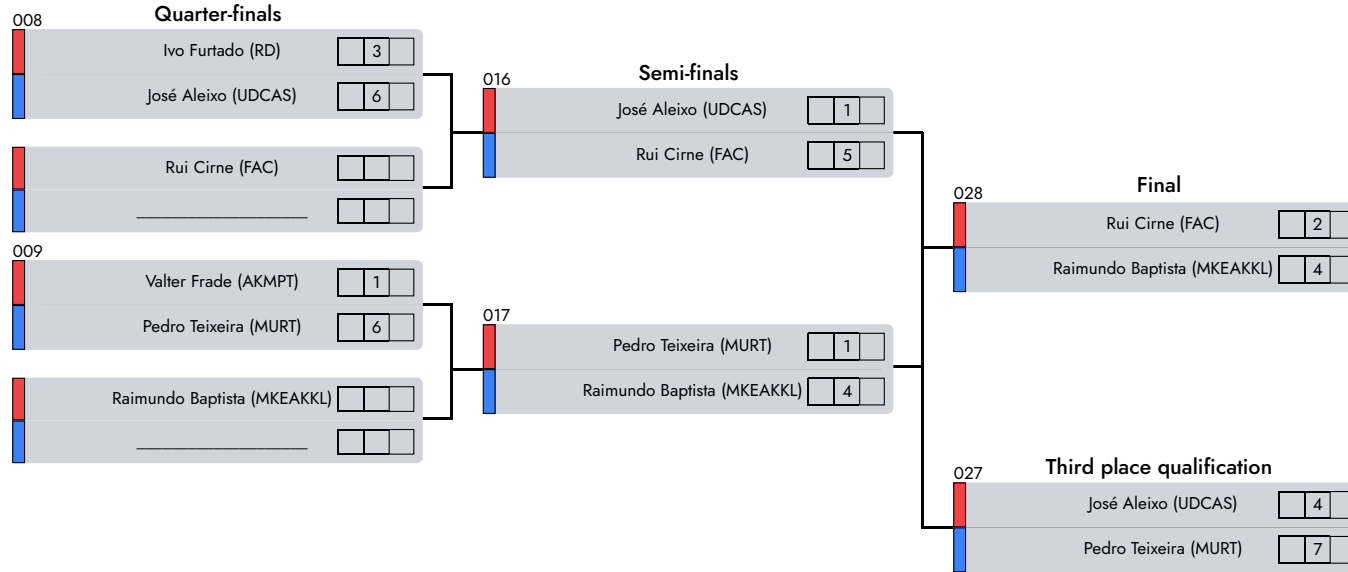 Quarter-finals
008
Ivo Furtado (RD) 3
José Aleixo (UDCAS) 6
Rui Cirne (FAC)
____________________
009
Valter Frade (AKMPT) 1
Pedro Teixeira (MURT) 6
Raimundo Baptista (MKEAKKL)
____________________
Semi-finals
016
José Aleixo (UDCAS) 1
Rui Cirne (FAC) 5
017
Pedro Teixeira (MURT) 1
Raimundo Baptista (MKEAKKL) 4
Final
028
Rui Cirne (FAC) 2
Raimundo Baptista (MKEAKKL) 4
Third place qualification
027
José Aleixo (UDCAS) 4
Pedro Teixeira (MURT) 7